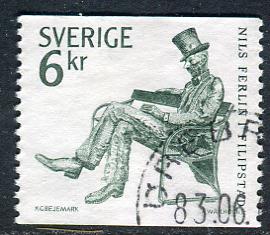 SVERIGE
6 kr
NILS FERLIN FILIPSTAD
K.G.BEJEMARK
83.06.